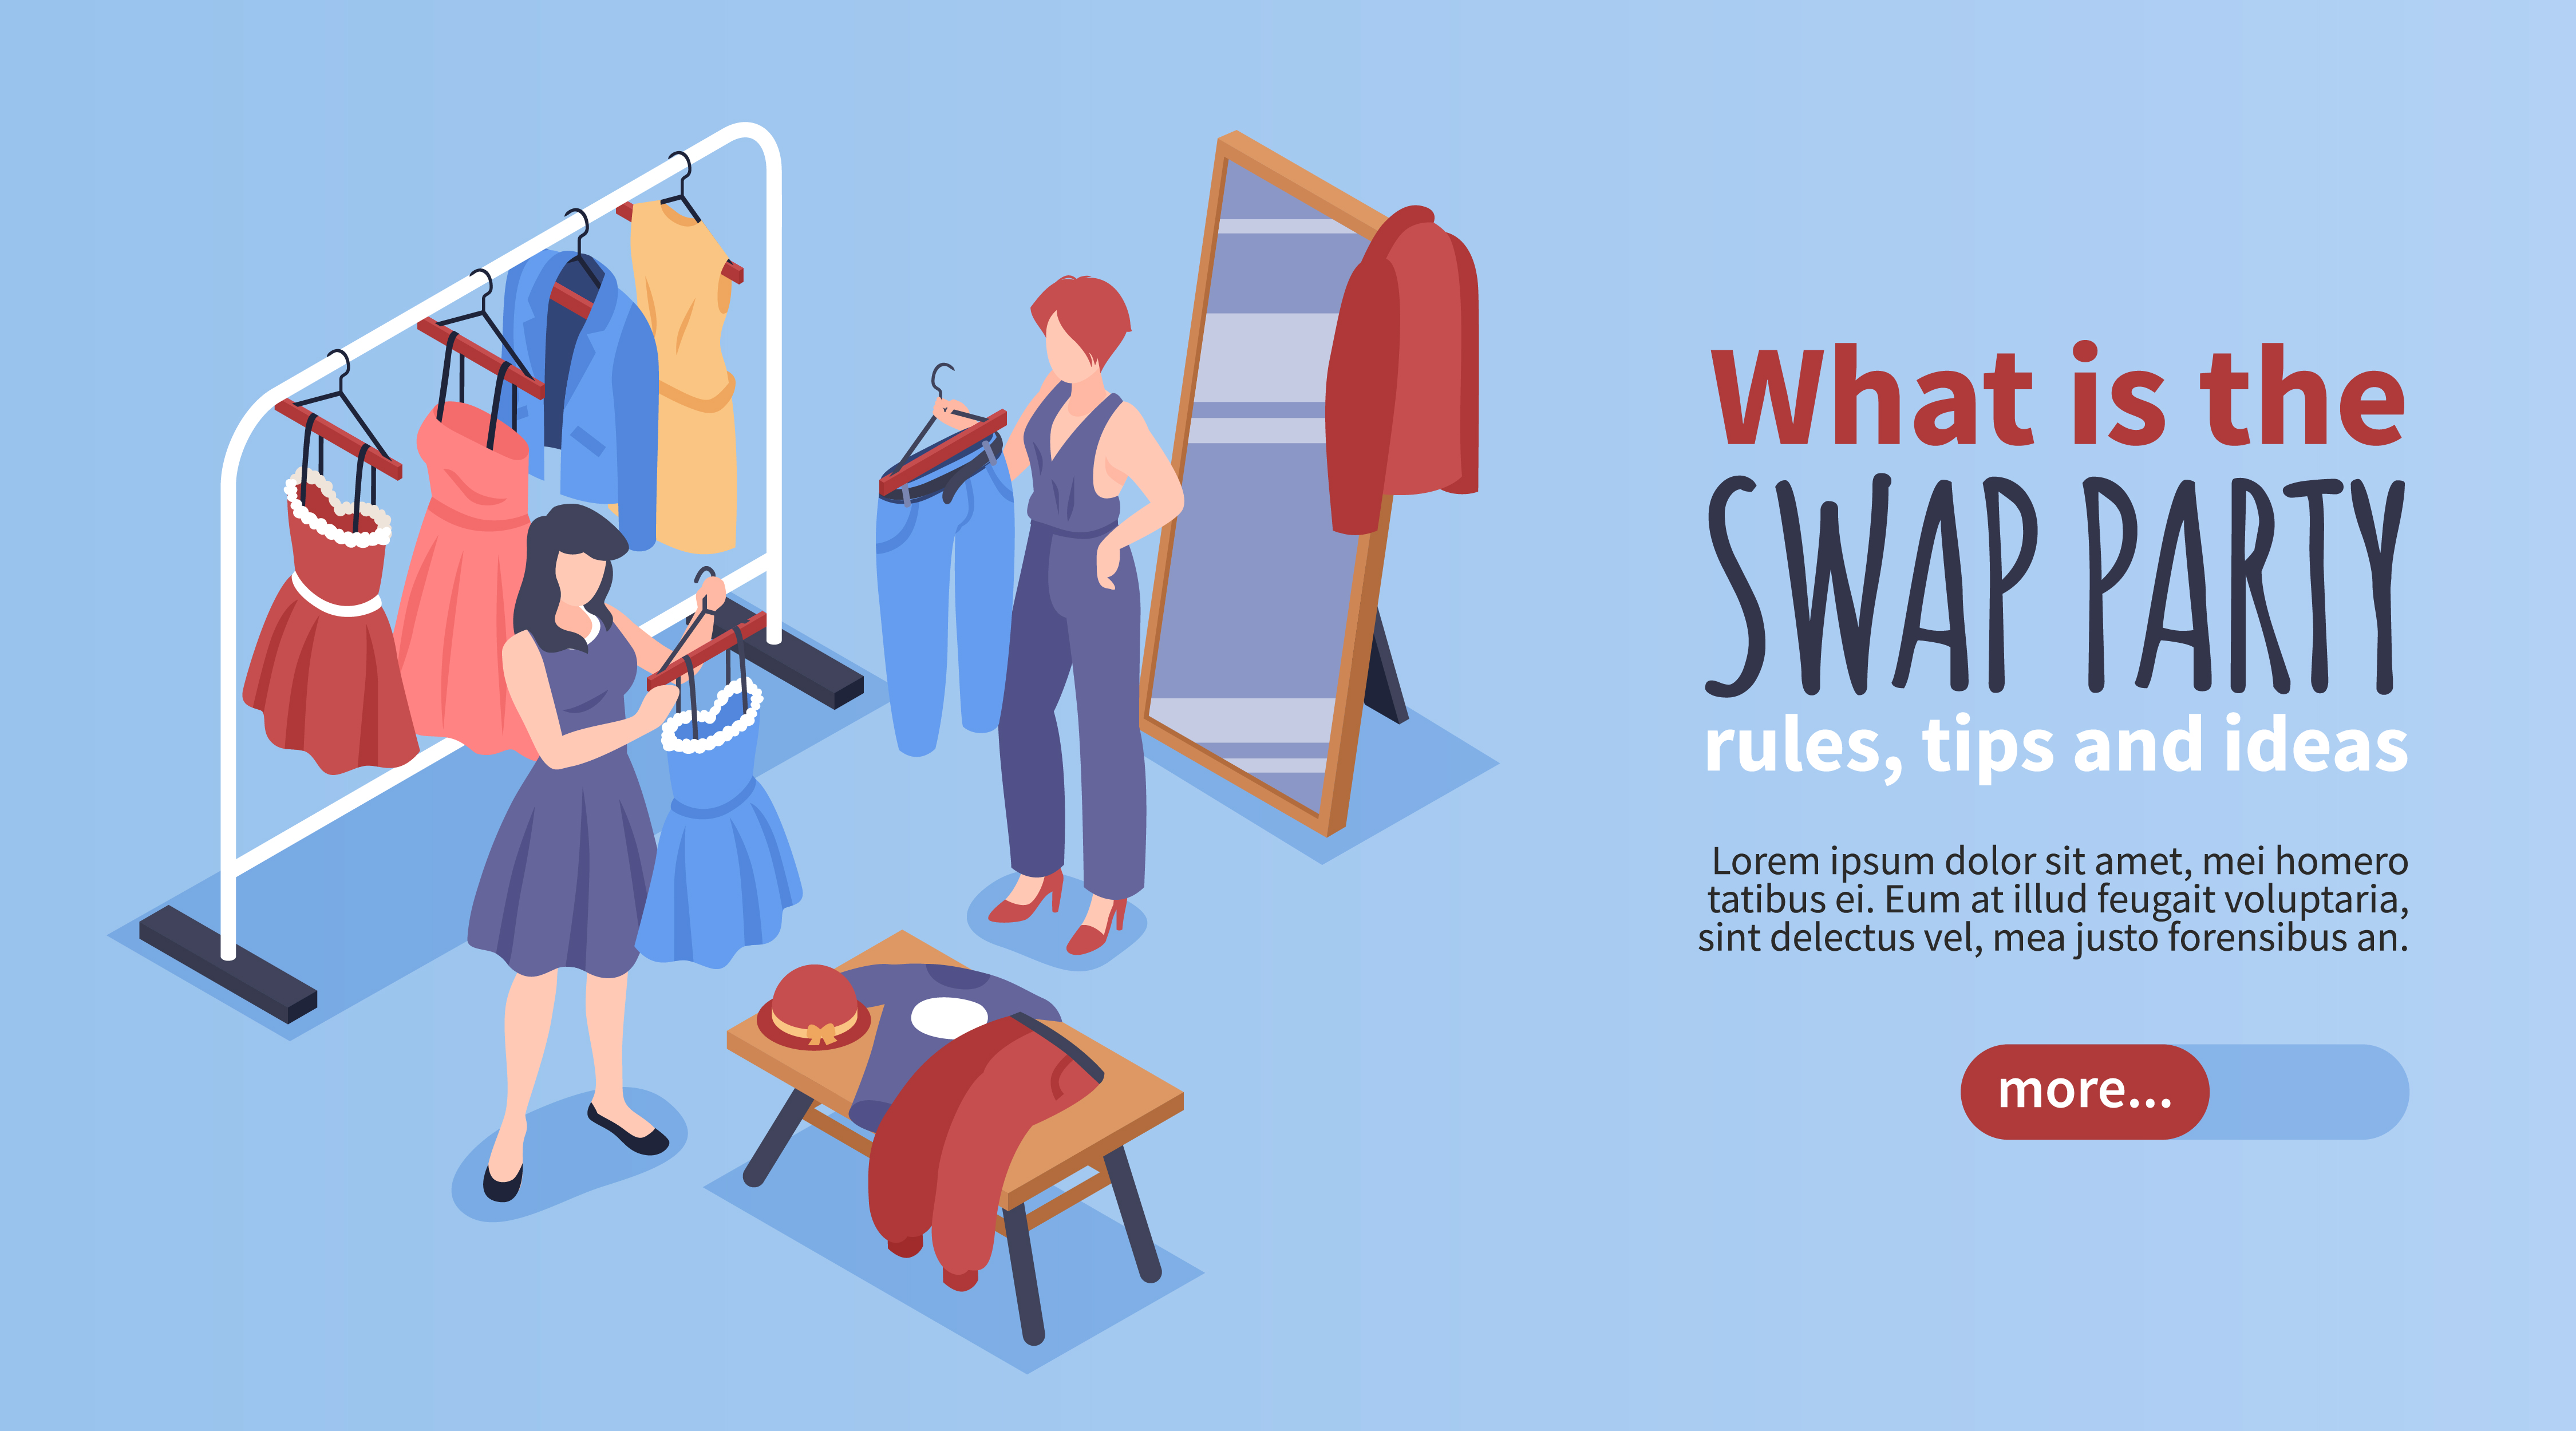 What is the
SWAP PARTY
rules, tips and ideas
Lorem ipsum dolor sit amet, mei homero
tatibus ei. Eum at illud feugait voluptaria,
sint delectus vel, mea justo forensibus an.
more...